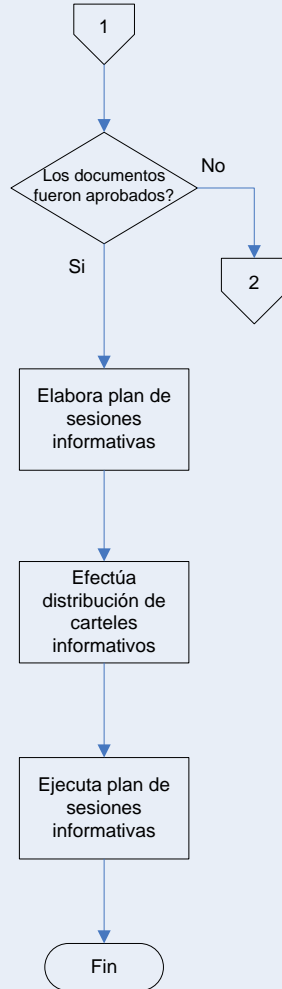 1
Los documentos
fueron aprobados?
No
Si
2
Elabora plan de
sesiones
informativas
Efectúa
distribución de
carteles
informativos
Ejecuta plan de
sesiones
informativas
Fin